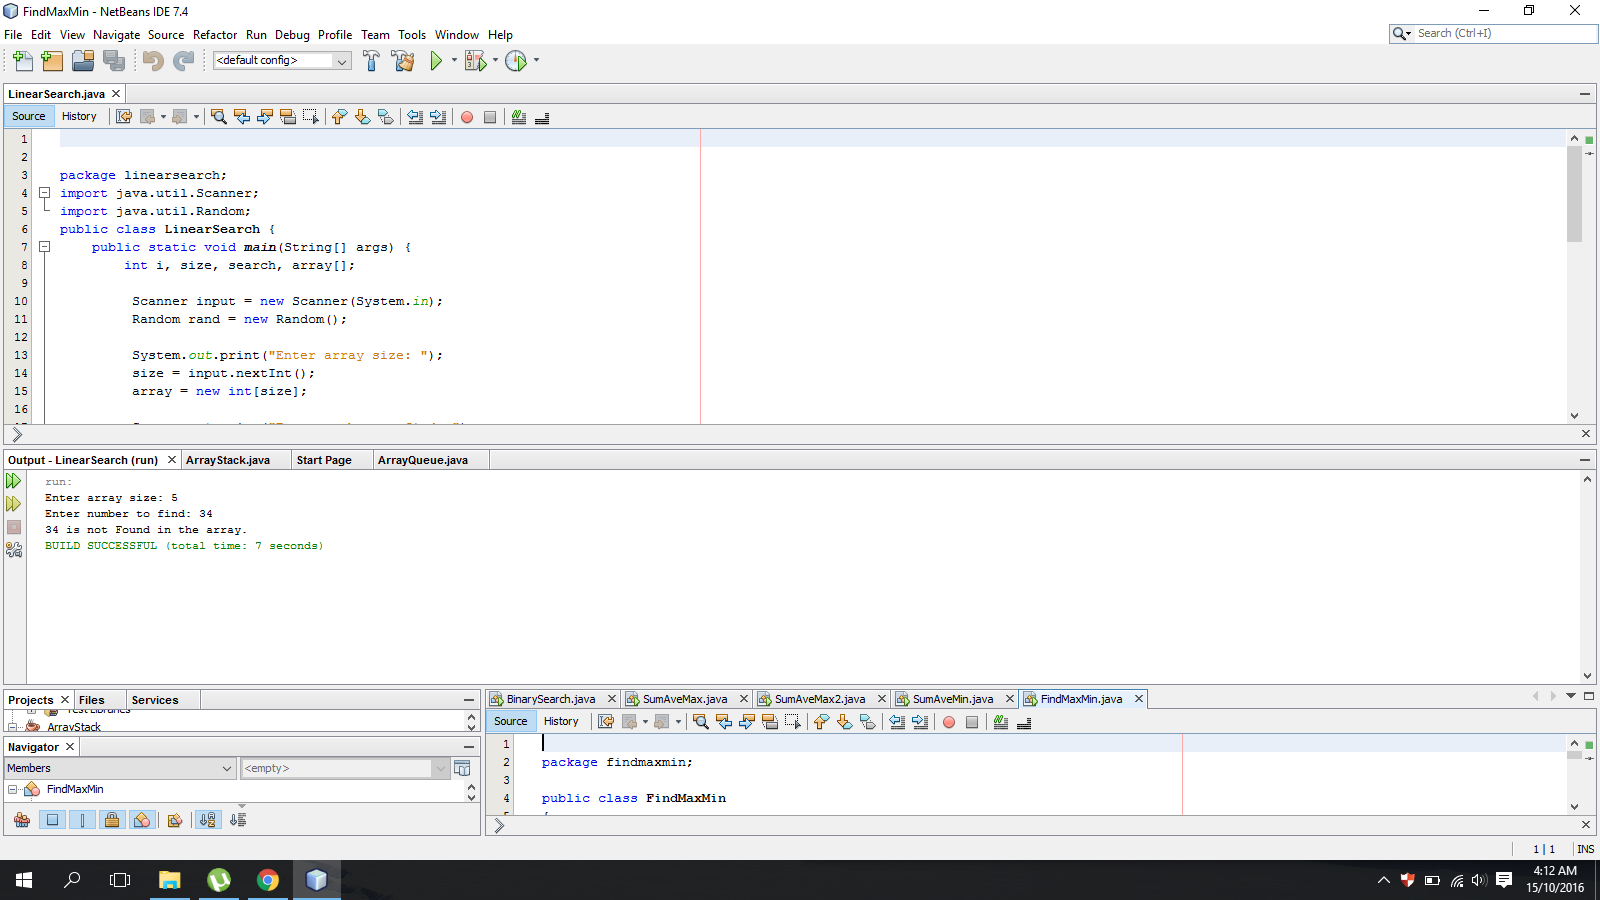 FindMaxMin - NetBeans IDE 7.4
File Edit View Navigate Source Refactor Run Debug Profile Team Tools Window Help
Search (Ctrl+I)
<default config>
LinearSearch.java
Source History
1
2
3 package linearsearch;
4 import java.util.Scanner;
5 import java.util.Random;
6 public class LinearSearch {
7 public static void main(String[] args) {
8 int i, size, search, array[];
9
10 Scanner input = new Scanner(System.in);
11 Random rand = new Random();
12
13 System.out.print("Enter array size: ");
14 size = input.nextInt();
15 array = new int[size];
16
Output - LinearSearch (run) ArrayStack.java Start Page ArrayQueue.java
run:
Enter array size: 5
Enter number to find: 34
34 is not Found in the array.
BUILD SUCCESSFUL (total time: 7 seconds)
Projects Files Services
Test Libraries
ArrayStack
Navigator
Members <empty>
FindMaxMin
BinarySearch.java SumAveMax.java SumAveMax2.java SumAveMin.java FindMaxMin.java
Source History
1
2 package findmaxmin;
3
4 public class FindMaxMin
5 {
1 | 1 INS
4:12 AM
15/10/2016